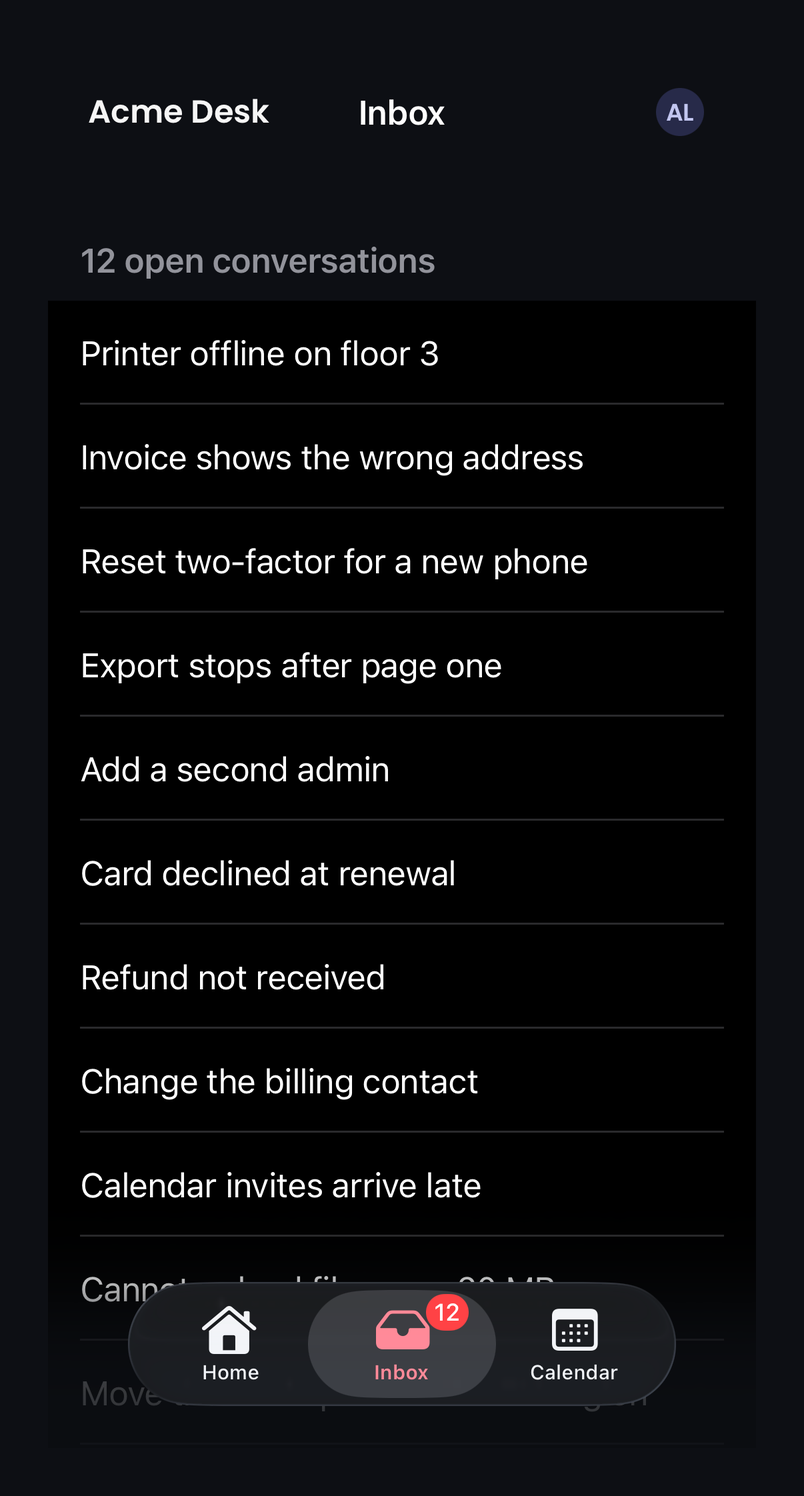 Acme Desk
Inbox
AL
12 open conversations
Printer offline on floor 3
Invoice shows the wrong address
Reset two-factor for a new phone
Export stops after page one
Add a second admin
Card declined at renewal
Refund not received
Change the billing contact
Calendar invites arrive late
MB
Move
12
Home
Inbox
Calendar